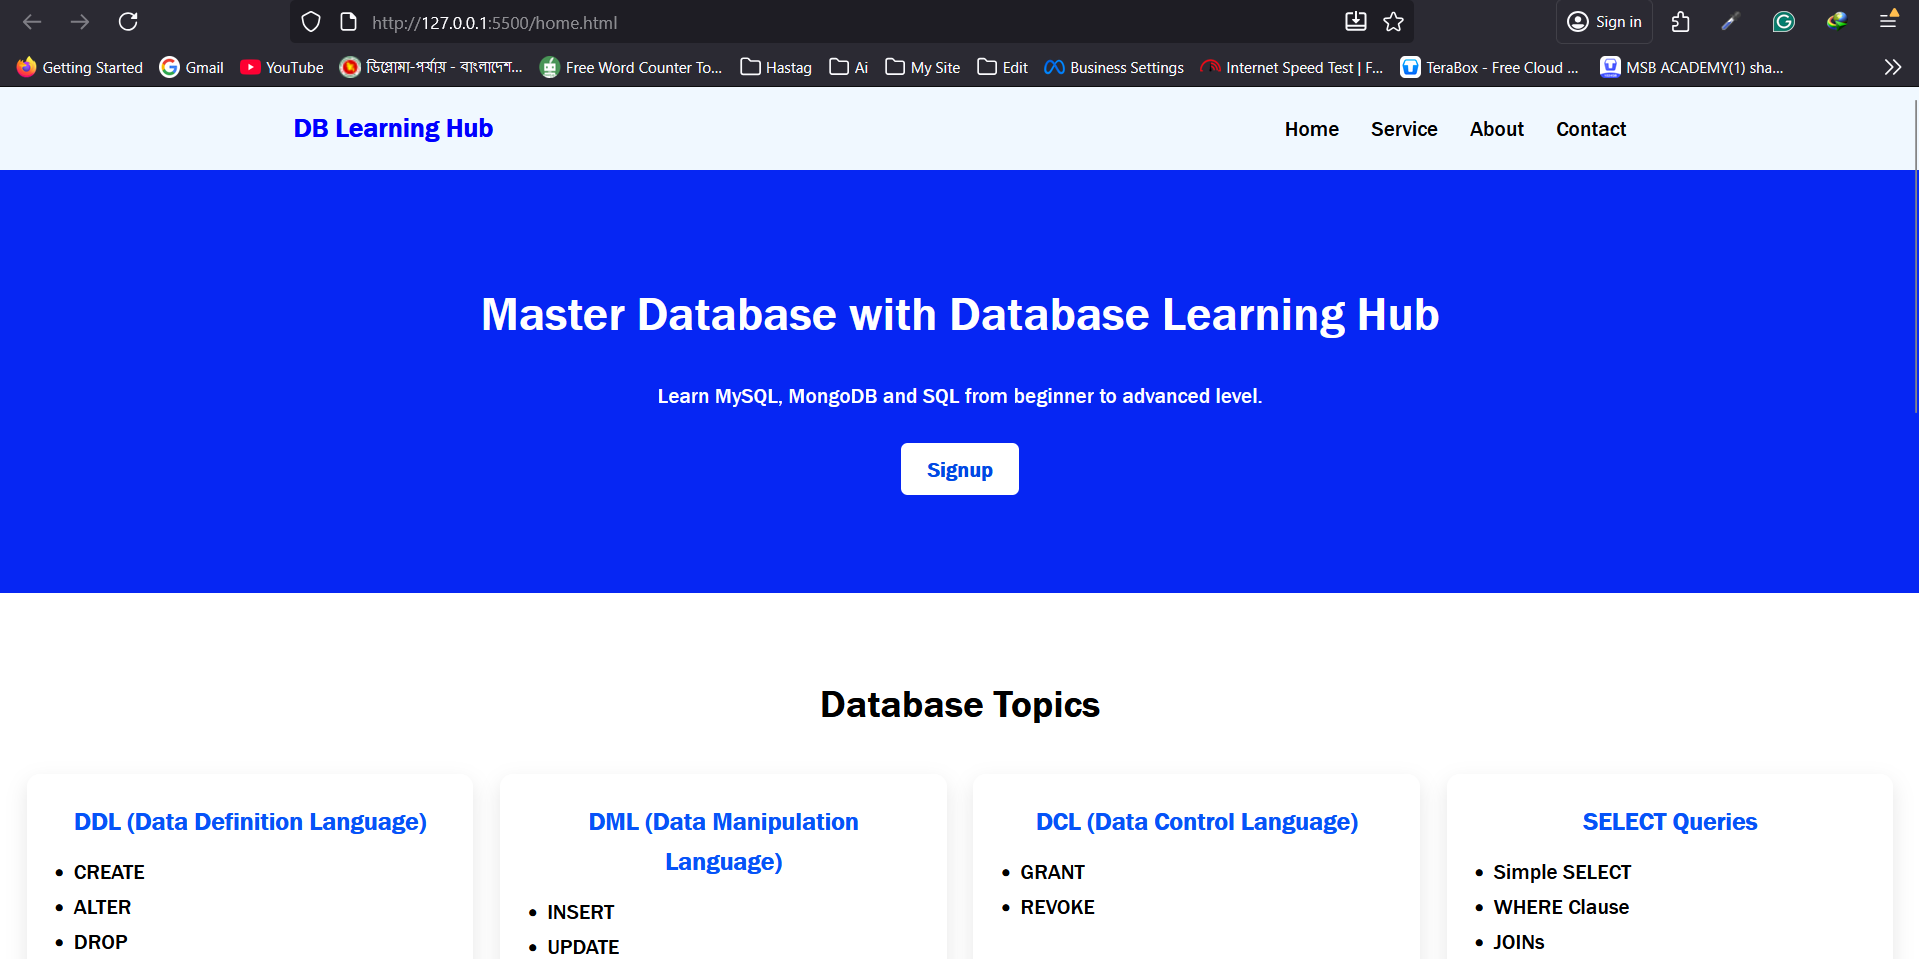 http://127.0.0.1:5500/home.html
Sign in
Getting Started Gmail YouTube ডিপ্লোমা-পর্যায় - বাংলাদেশ... Free Word Counter To... Hastag Ai My Site Edit Business Settings Internet Speed Test | F... TeraBox - Free Cloud ... MSB ACADEMY(1) sha...
DB Learning Hub
Home Service About Contact
Master Database with Database Learning Hub
Learn MySQL, MongoDB and SQL from beginner to advanced level.
Signup
Database Topics
DDL (Data Definition Language)
• CREATE
• ALTER
• DROP
DML (Data Manipulation
Language)
• INSERT
• UPDATE
DCL (Data Control Language)
• GRANT
• REVOKE
SELECT Queries
• Simple SELECT
• WHERE Clause
• JOINs